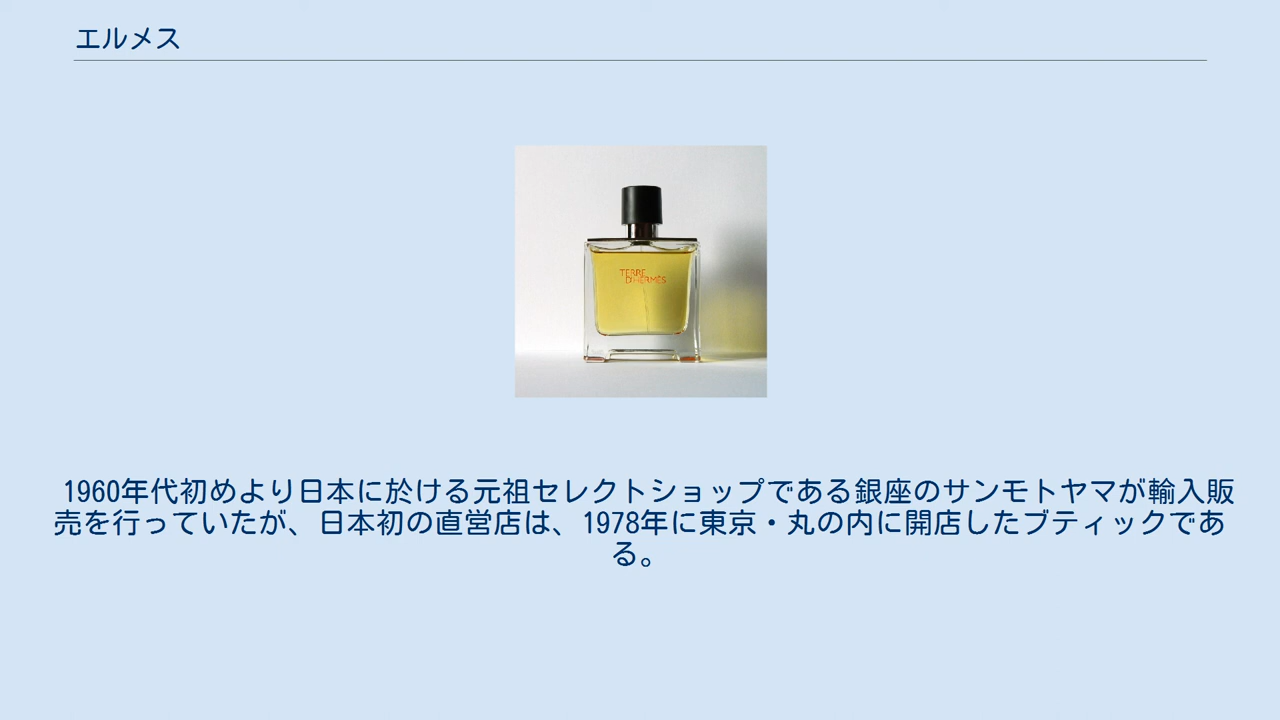 エルメス
TERRE
D'HERMÈS
1960年代初めより日本に於ける元祖セレクトショップである銀座のサンモトヤマが輸入販
売を行っていたが、日本初の直営店は、1978年に東京・丸の内に開店したブティックであ
る。